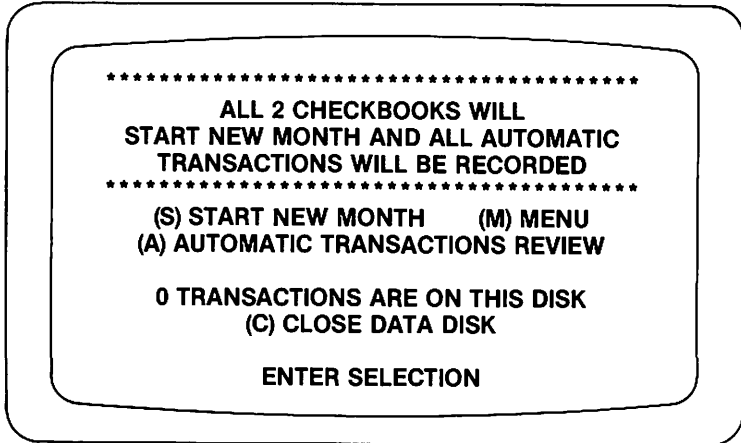 ****************************************
ALL 2 CHECKBOOKS WILL
START NEW MONTH AND ALL AUTOMATIC
TRANSACTIONS WILL BE RECORDED
****************************************
(S) START NEW MONTH (M) MENU
(A) AUTOMATIC TRANSACTIONS REVIEW
0 TRANSACTIONS ARE ON THIS DISK
(C) CLOSE DATA DISK
ENTER SELECTION